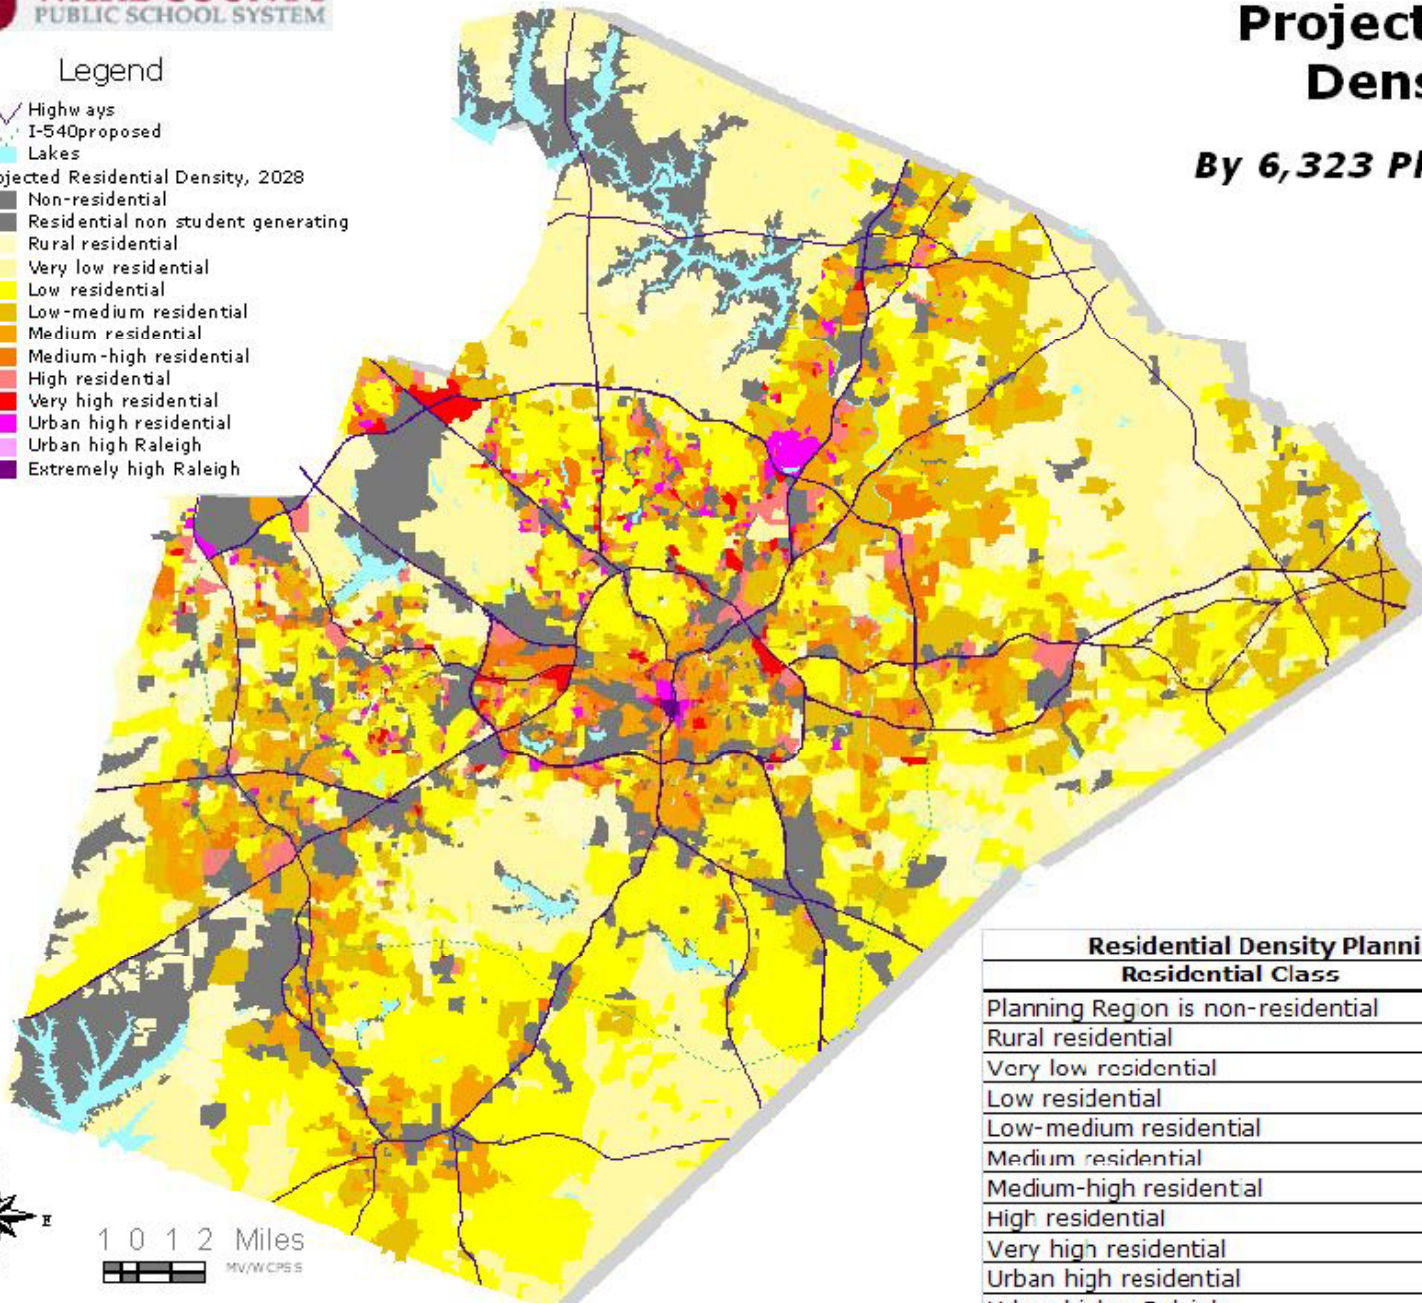 PUBLIC SCHOOL SYSTEM
Project
Dens
By 6,323 Pl
Legend
Highways
I-540proposed
Lakes
ojected Residential Density, 2028
Non-residential
Residential non student generating
Rural residential
Very low residential
Low residential
Low-medium residential
Medium residential
Medium-high residential
High residential
Very high residential
Urban high residential
Urban high Raleigh
Extremely high Raleigh
Residential Density Planni
Residential Class
Planning Region is non-residential
Rural residential
Very low residential
Low residential
Low-medium residential
Medium residential
Medium-high residential
High residential
Very high residential
Urban high residential
E
1 0 1 2 Miles
MV/WCPSS